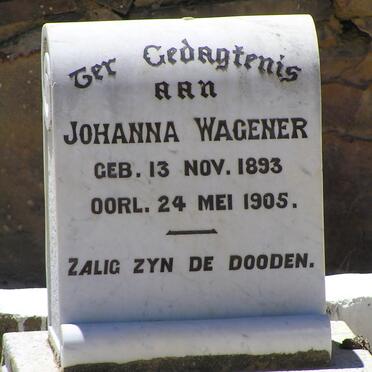 Ter Gedagtenis
aan
JOHANNA WAGENER
GEB. 13 NOV. 1893
OORL. 24 MEI 1905.
ZALIG ZYN DE DOODEN.